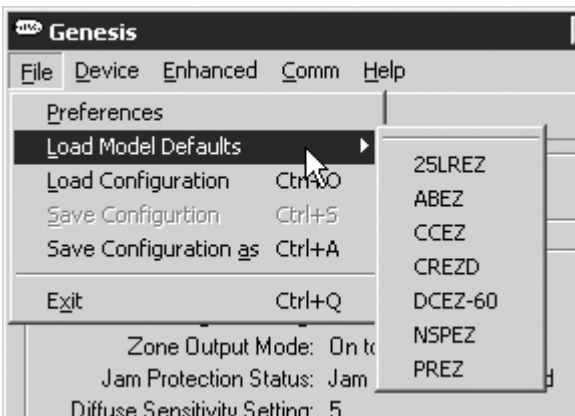 Genesis
File Device Enhanced Comm Help
Preferences
Load Model Defaults
Load Configuration Ctrl+O
Save Configurtion Ctrl+S
Save Configuration as Ctrl+A
Exit Ctrl+Q
25LREZ
ABEZ
CCEZ
CREZD
DCEZ-60
NSPEZ
PREZ
Zone Output Mode: On to
Jam Protection Status: Jam
Diffuse Sensitivity Setting: 5